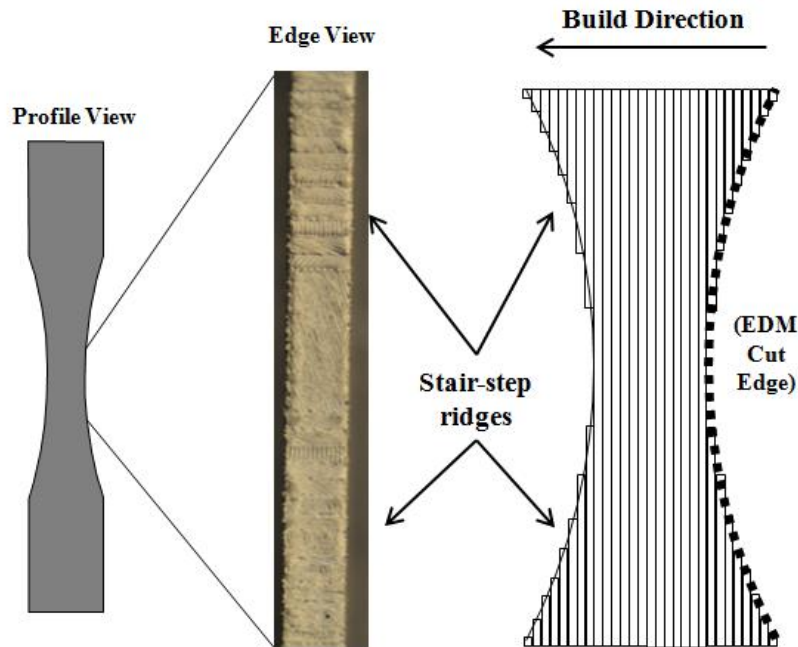 Profile View
Edge View
Build Direction
Stair-step
ridges
(EDM
Cut
Edge)